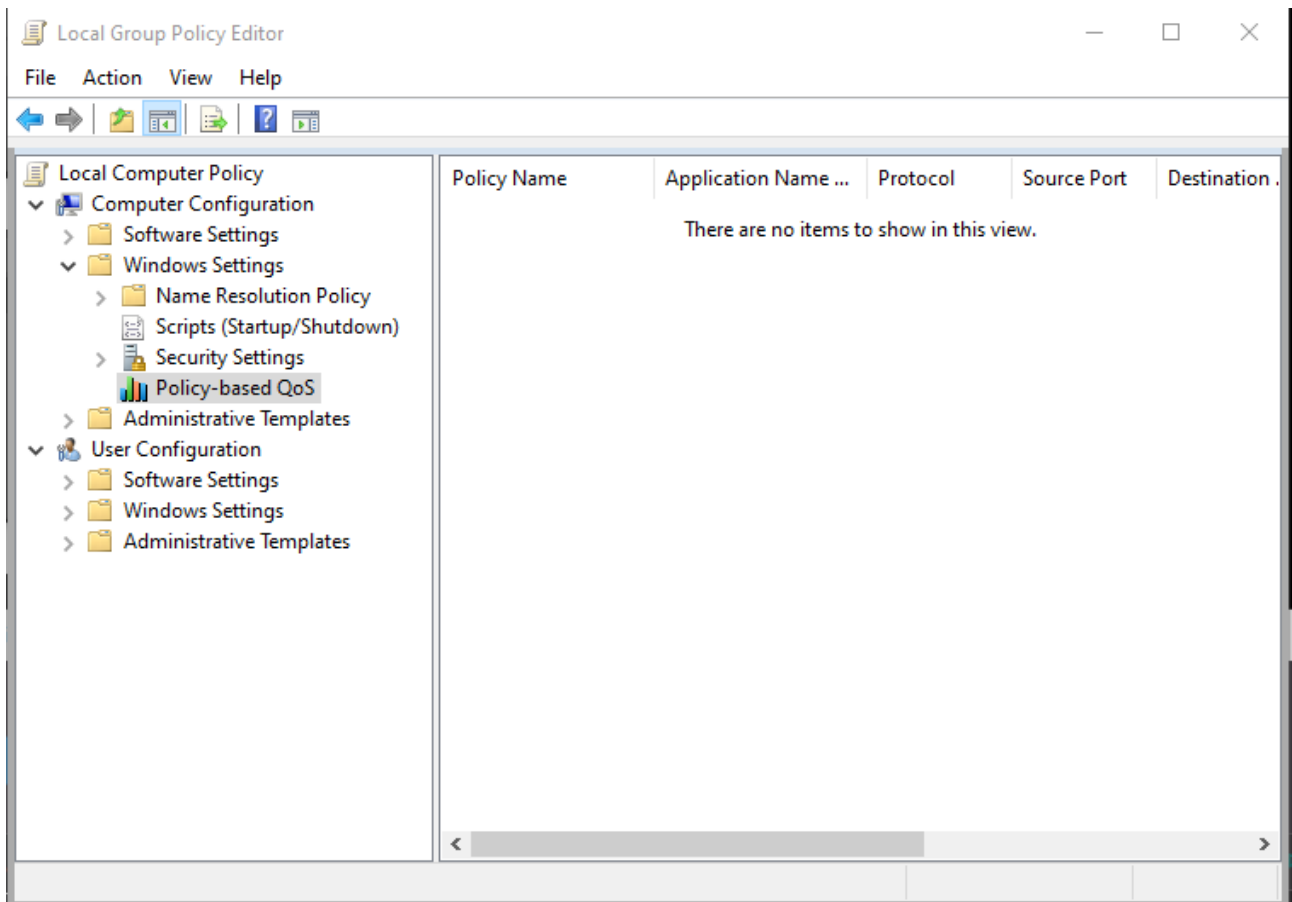 Local Group Policy Editor
File Action View Help
Local Computer Policy
Computer Configuration
Software Settings
Windows Settings
Name Resolution Policy
Scripts (Startup/Shutdown)
Security Settings
Policy-based QoS
Administrative Templates
User Configuration
Software Settings
Windows Settings
Administrative Templates
Policy Name Application Name ... Protocol Source Port Destination .
There are no items to show in this view.